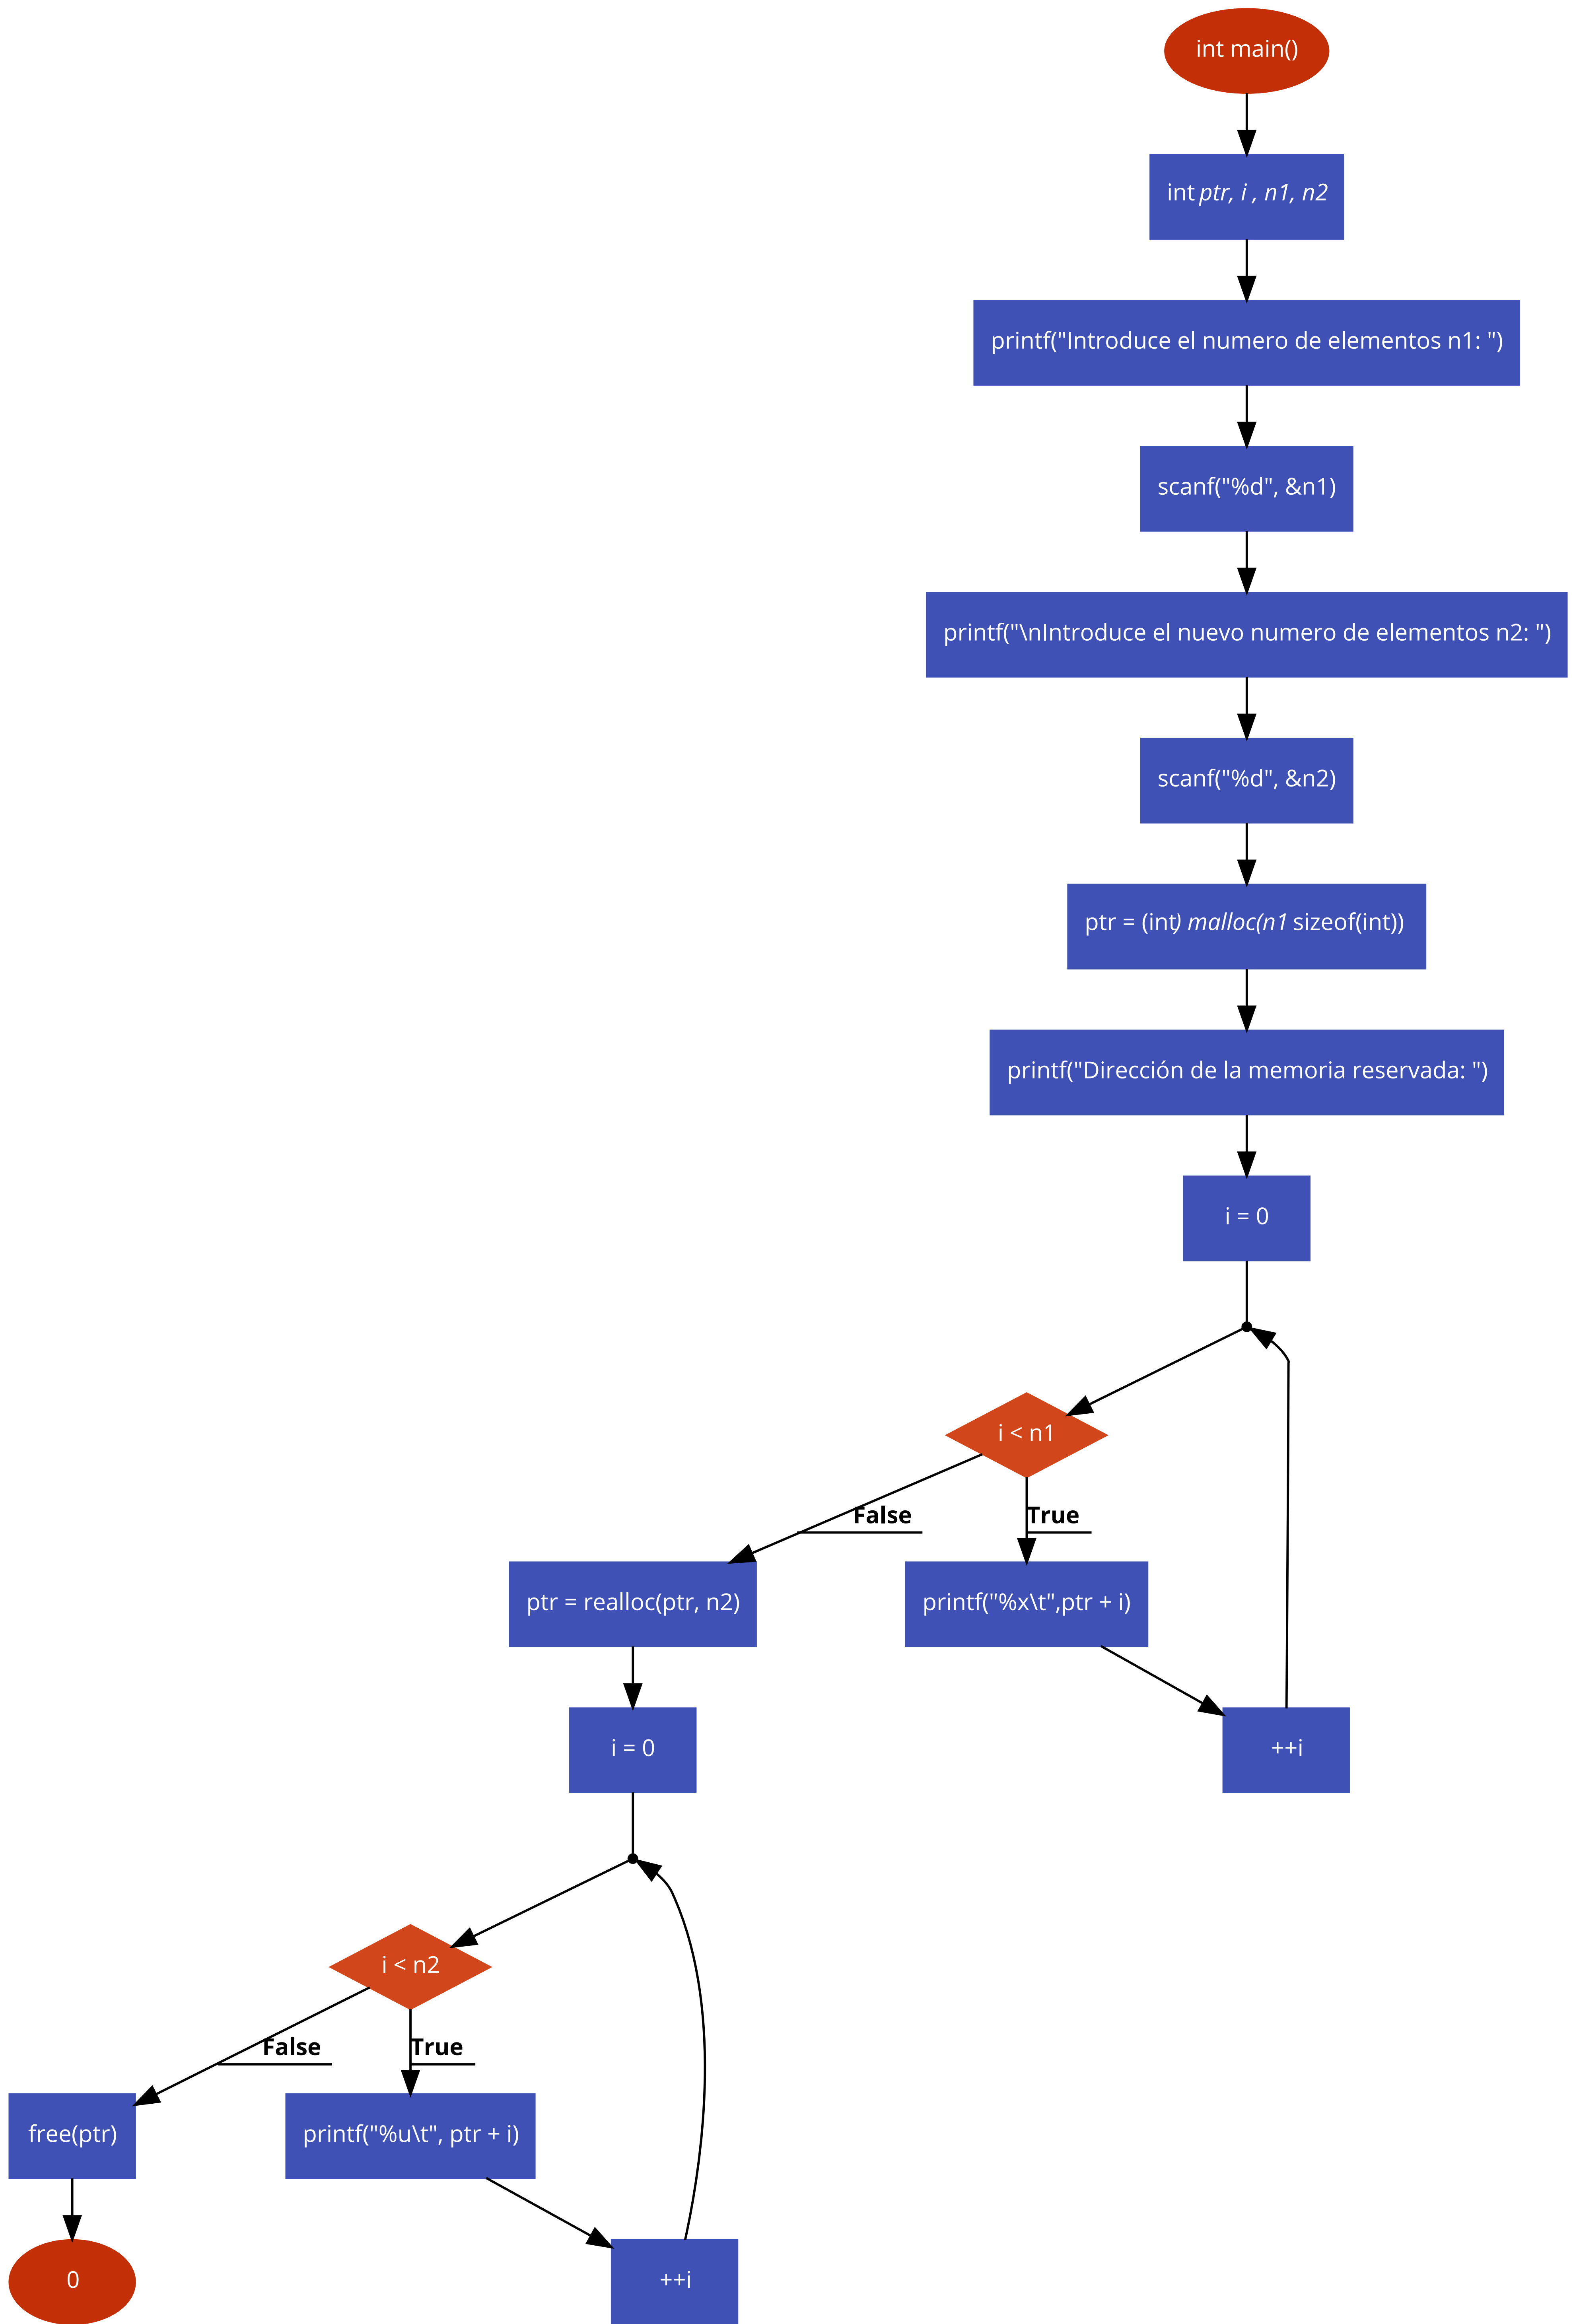 int main()
int ptr, i , n1, n2
printf("Introduce el numero de elementos n1: ")
scanf("%d", &n1)
printf("\nIntroduce el nuevo numero de elementos n2: ")
scanf("%d", &n2)
ptr = (int) malloc(n1 sizeof(int))
printf("Dirección de la memoria reservada: ")
i = 0
i < n1
False
True
ptr = realloc(ptr, n2)
printf("%x\t",ptr + i)
i = 0
++i
i < n2
False
True
free(ptr)
printf("%u\t", ptr + i)
0
++i